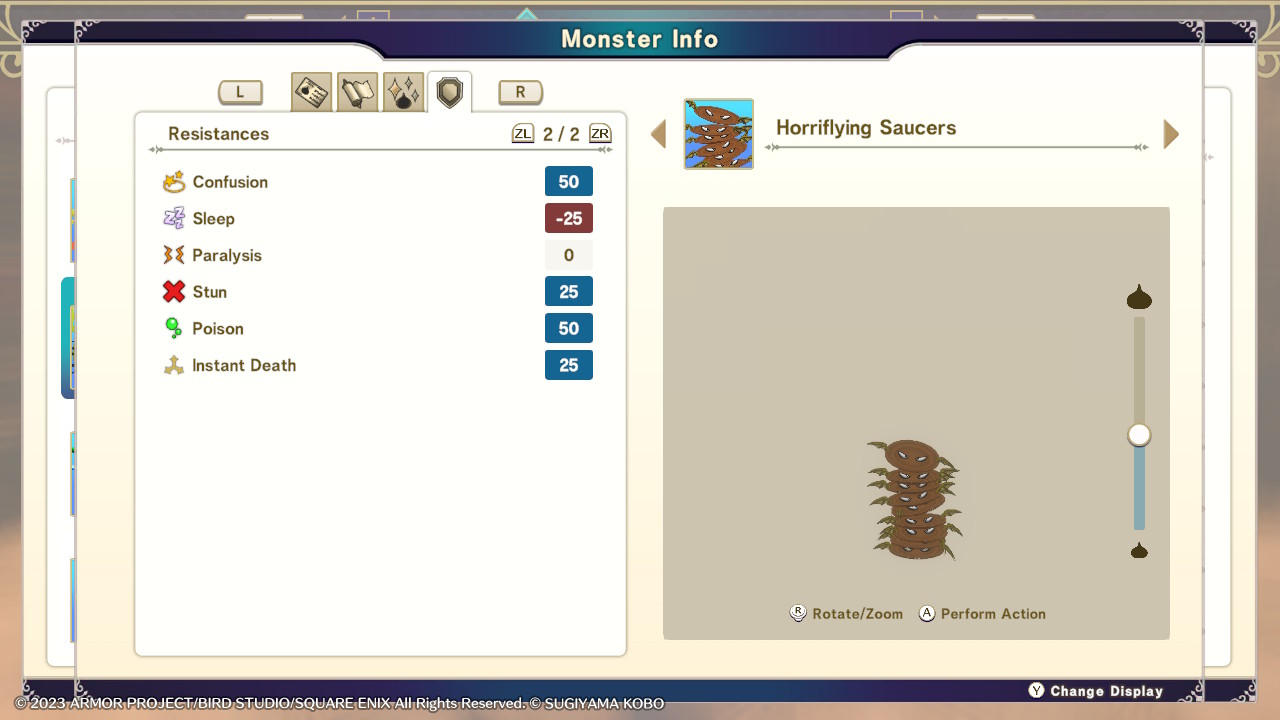 Monster Info
L
R
Resistances
ZL 2 / 2 ZR
Confusion 50
Sleep -25
Paralysis 0
Stun 25
Poison 50
Instant Death 25
Horriflying Saucers
R Rotate/Zoom A Perform Action
Y Change Display
© 2023 ARMOR PROJECT/BIRD STUDIO/SQUARE ENIX All Rights Reserved. © SUGIYAMA KOBO